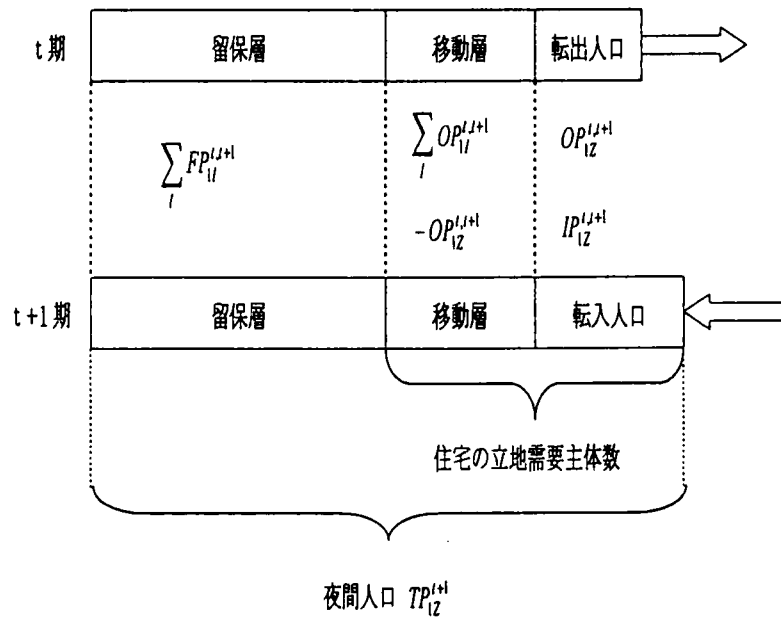 t期 留保層 移動層 転出人口
∑_l FP_{1l}^{t,t+1} ∑_l OP_{1l}^{t,t+1} OP_{1Z}^{t,t+1}
-OP_{1Z}^{t,t+1} IP_{1Z}^{t,t+1}
t+1期 留保層 移動層 転入人口
住宅の立地需要主体数
夜間人口 TP_{1Z}^{t+1}